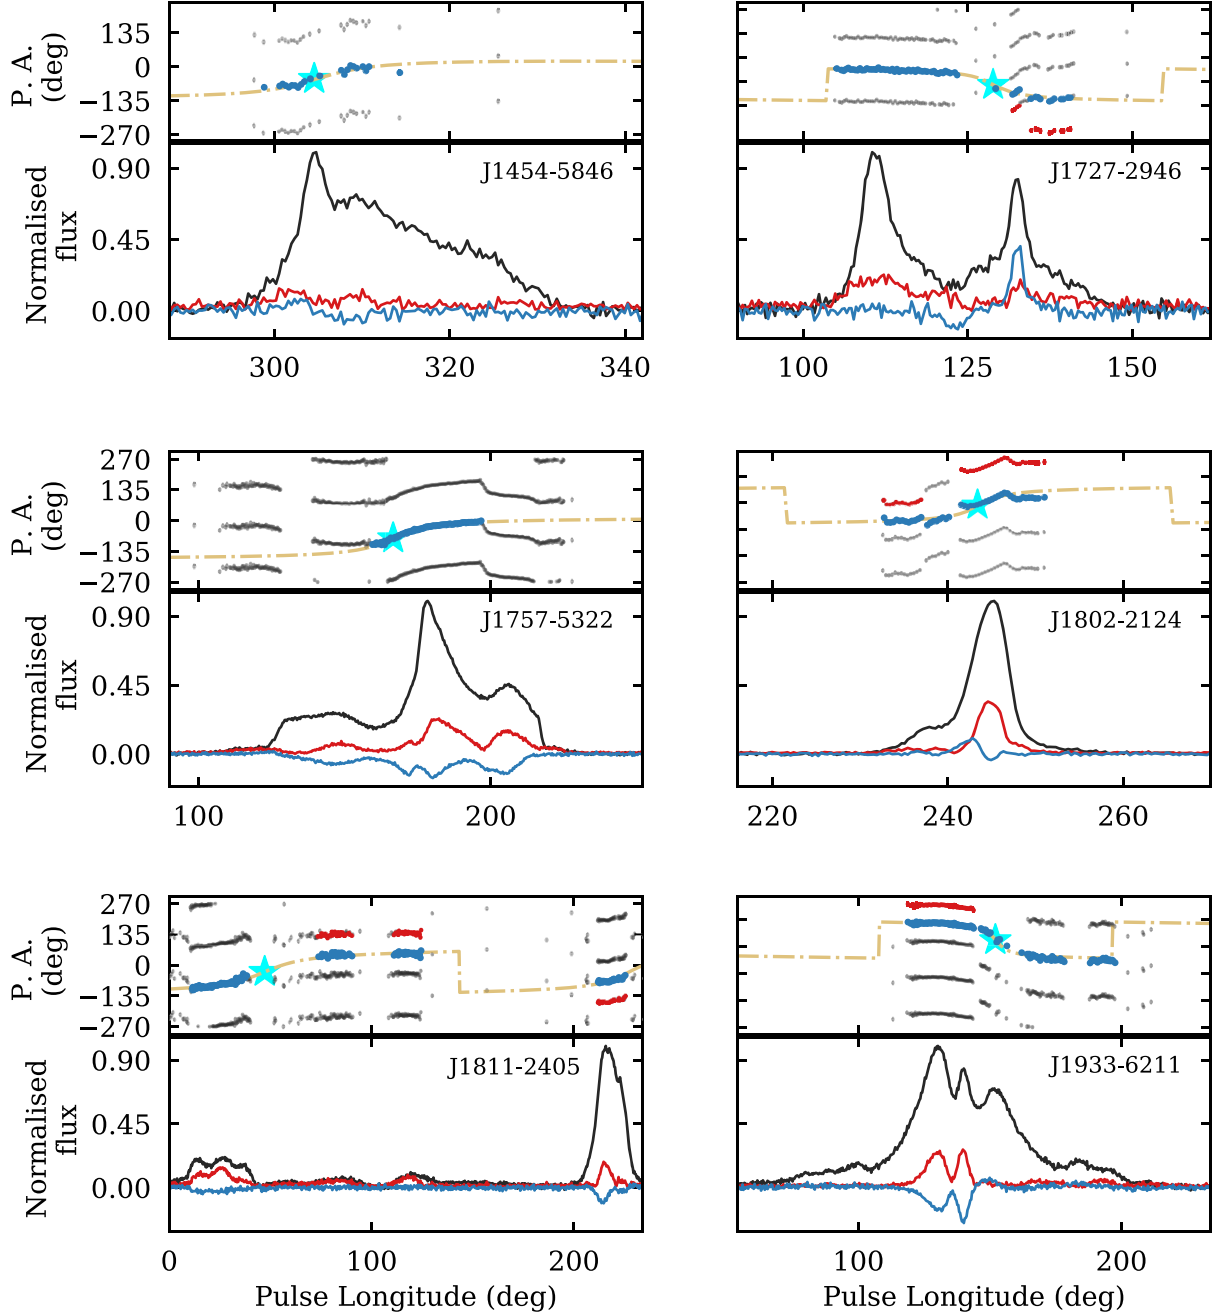 P. A.
(deg)
135
0
−135
−270
Normalised
flux
0.90
0.45
0.00
J1454-5846
300
320
340
J1727-2946
100
125
150
P. A.
(deg)
270
135
0
−135
−270
Normalised
flux
0.90
0.45
0.00
J1757-5322
100
200
J1802-2124
220
240
260
P. A.
(deg)
270
135
0
−135
−270
Normalised
flux
0.90
0.45
0.00
J1811-2405
0
100
200
Pulse Longitude (deg)
J1933-6211
100
200
Pulse Longitude (deg)